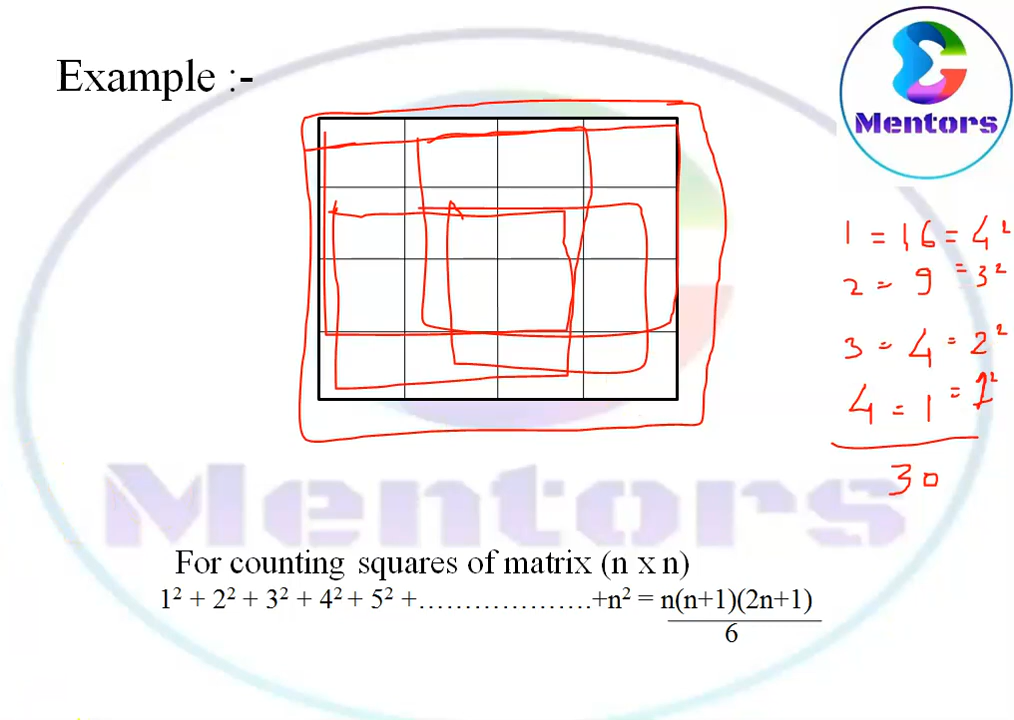 Example :-
Mentors
1 = 16 = 4²
2 = 9 = 3²
3 = 4 = 2²
4 = 1 = 1²
30
Mentors
For counting squares of matrix (n x n)
1² + 2² + 3² + 4² + 5² +………………….+n² = n(n+1)(2n+1)
6